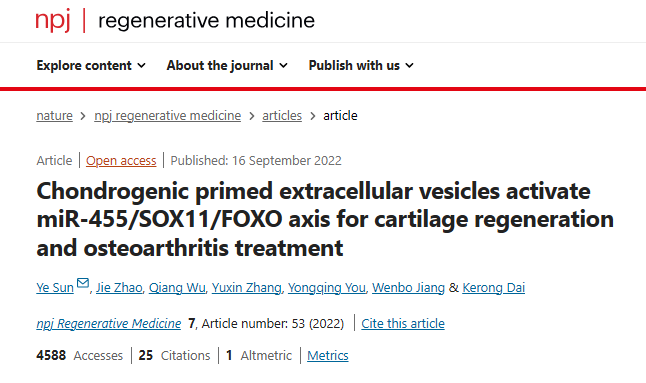 npj | regenerative medicine
Explore content About the journal Publish with us
nature > npj regenerative medicine > articles > article
Article | Open access | Published: 16 September 2022
Chondrogenic primed extracellular vesicles activate
miR-455/SOX11/FOXO axis for cartilage regeneration
and osteoarthritis treatment
Ye Sun, Jie Zhao, Qiang Wu, Yuxin Zhang, Yongqing You, Wenbo Jiang & Kerong Dai
npj Regenerative Medicine 7, Article number: 53 (2022) | Cite this article
4588 Accesses | 25 Citations | 1 Altmetric | Metrics